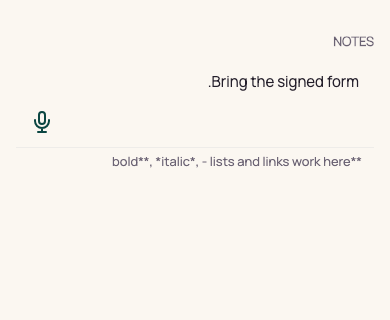 NOTES
.Bring the signed form
bold**, *italic*, - lists and links work here**